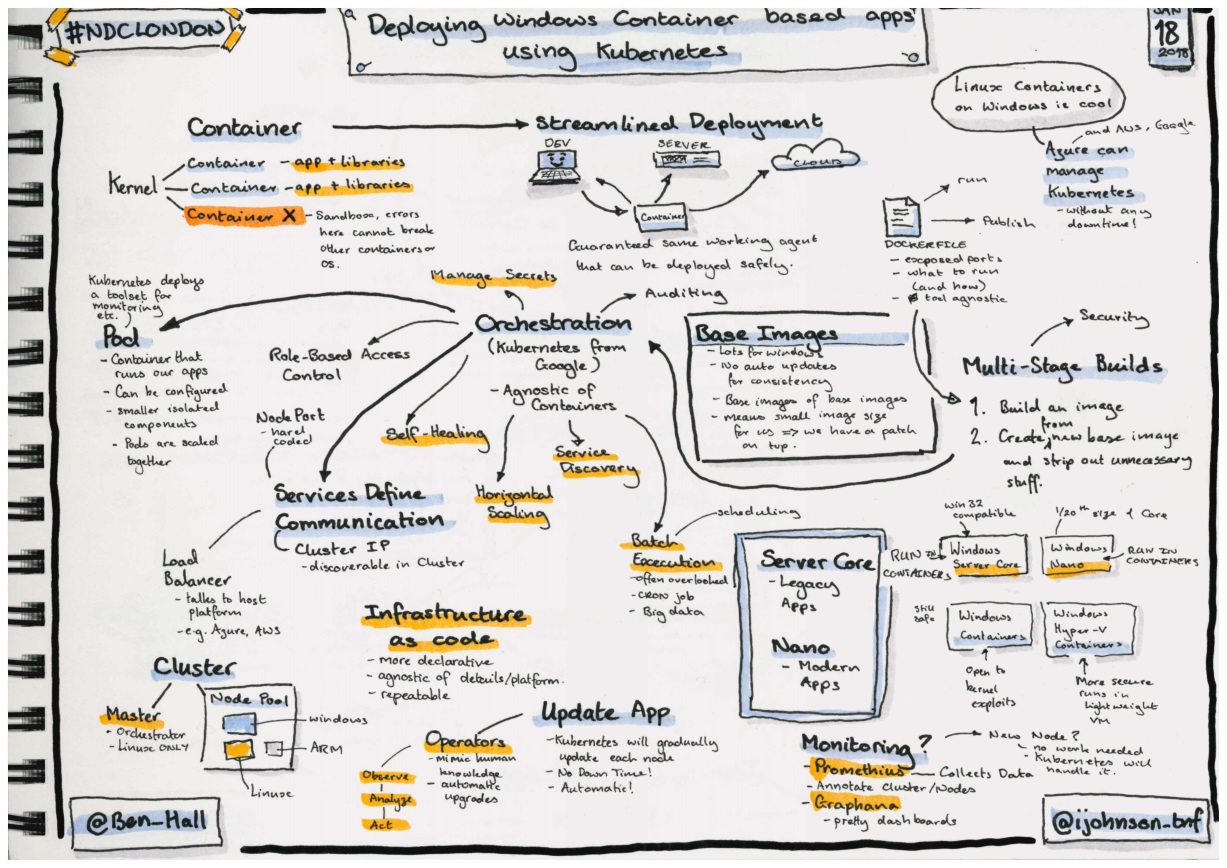 #NDCLONDON
Deploying Windows Container based apps
using Kubernetes
JAN
18
2018
Linux Containers
on Windows is cool
and AWS, Google
Azure can
manage
Kubernetes
- without any
downtime!
Container
Kernel
Container - app + libraries
Container - app + libraries
Container X - Sandbox, errors
here cannot break
other containers or
OS.
Streamlined Deployment
DEV
SERVER
CLOUD
Container
Guaranteed same working agent
that can be deployed safely.
run
Publish
DOCKERFILE
- exposed ports
- what to run
(and how)
- tool agnostic
Kubernetes deploys
a toolset for
monitoring
etc.
Pod
- Container that
runs our apps
- Can be configured
- smaller isolated
components
- Pods are scaled
together
Manage Secrets
Auditing
Orchestration
(Kubernetes from
Google)
- Agnostic of
Containers
Role-Based Access
Control
Self-Healing
Horizontal
Scaling
Service
Discovery
Batch
Execution
- often overlooked
- CRON job
- Big data
scheduling
Base Images
- Lots for windows
- No auto updates
for consistency
- Base images of base images
- means small image size
for us => we have a patch
on top.
Security
Multi-Stage Builds
1. Build an image
from
2. Create, new base image
and strip out unnecessary
stuff.
NodePort
- hard
coded
Services Define
Communication
Cluster IP
- discoverable in Cluster
Load
Balancer
- talks to host
platform
- e.g. Azure, AWS
Server Core
- Legacy
Apps
Nano
- Modern
Apps
win 32
compatible
RUN IN
CONTAINERS
Windows
Server Core
1/20th size of Core
Windows
Nano
RUN IN
CONTAINERS
Windows
Containers
Open to
kernel
exploits
Windows
Hyper-V
Containers
More secure
runs in
lightweight
VM
Infrastructure
as code
- more declarative
- agnostic of details/platform.
- repeatable
Cluster
Master
- Orchestrator
- Linux ONLY
Node Pool
windows
ARM
Linux
Operators
- mimic human
knowledge
- automatic
upgrades
Observe
Analyze
Act
Update App
- Kubernetes will gradually
update each node
- No Down Time!
- Automatic!
Monitoring?
- Promethius - Collects Data
- Annotate Cluster/Nodes
- Graphana
- pretty dashboards
New Node?
- no work needed
- Kubernetes will
handle it.
@Ben_Hall
@ijohnson_tnf